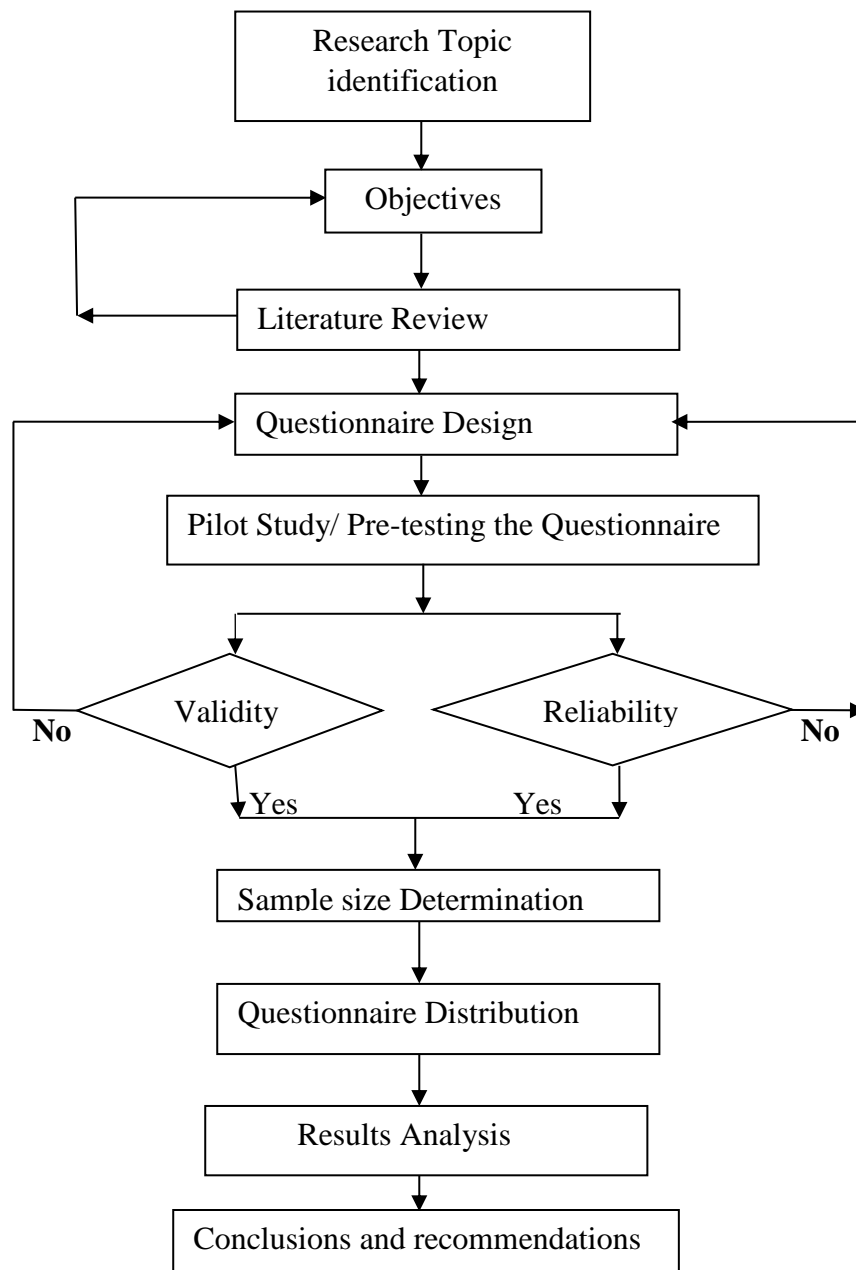 Research Topic
identification
Objectives
Literature Review
Questionnaire Design
Pilot Study/ Pre-testing the Questionnaire
Validity
Reliability
No
No
Yes
Yes
Sample size Determination
Questionnaire Distribution
Results Analysis
Conclusions and recommendations